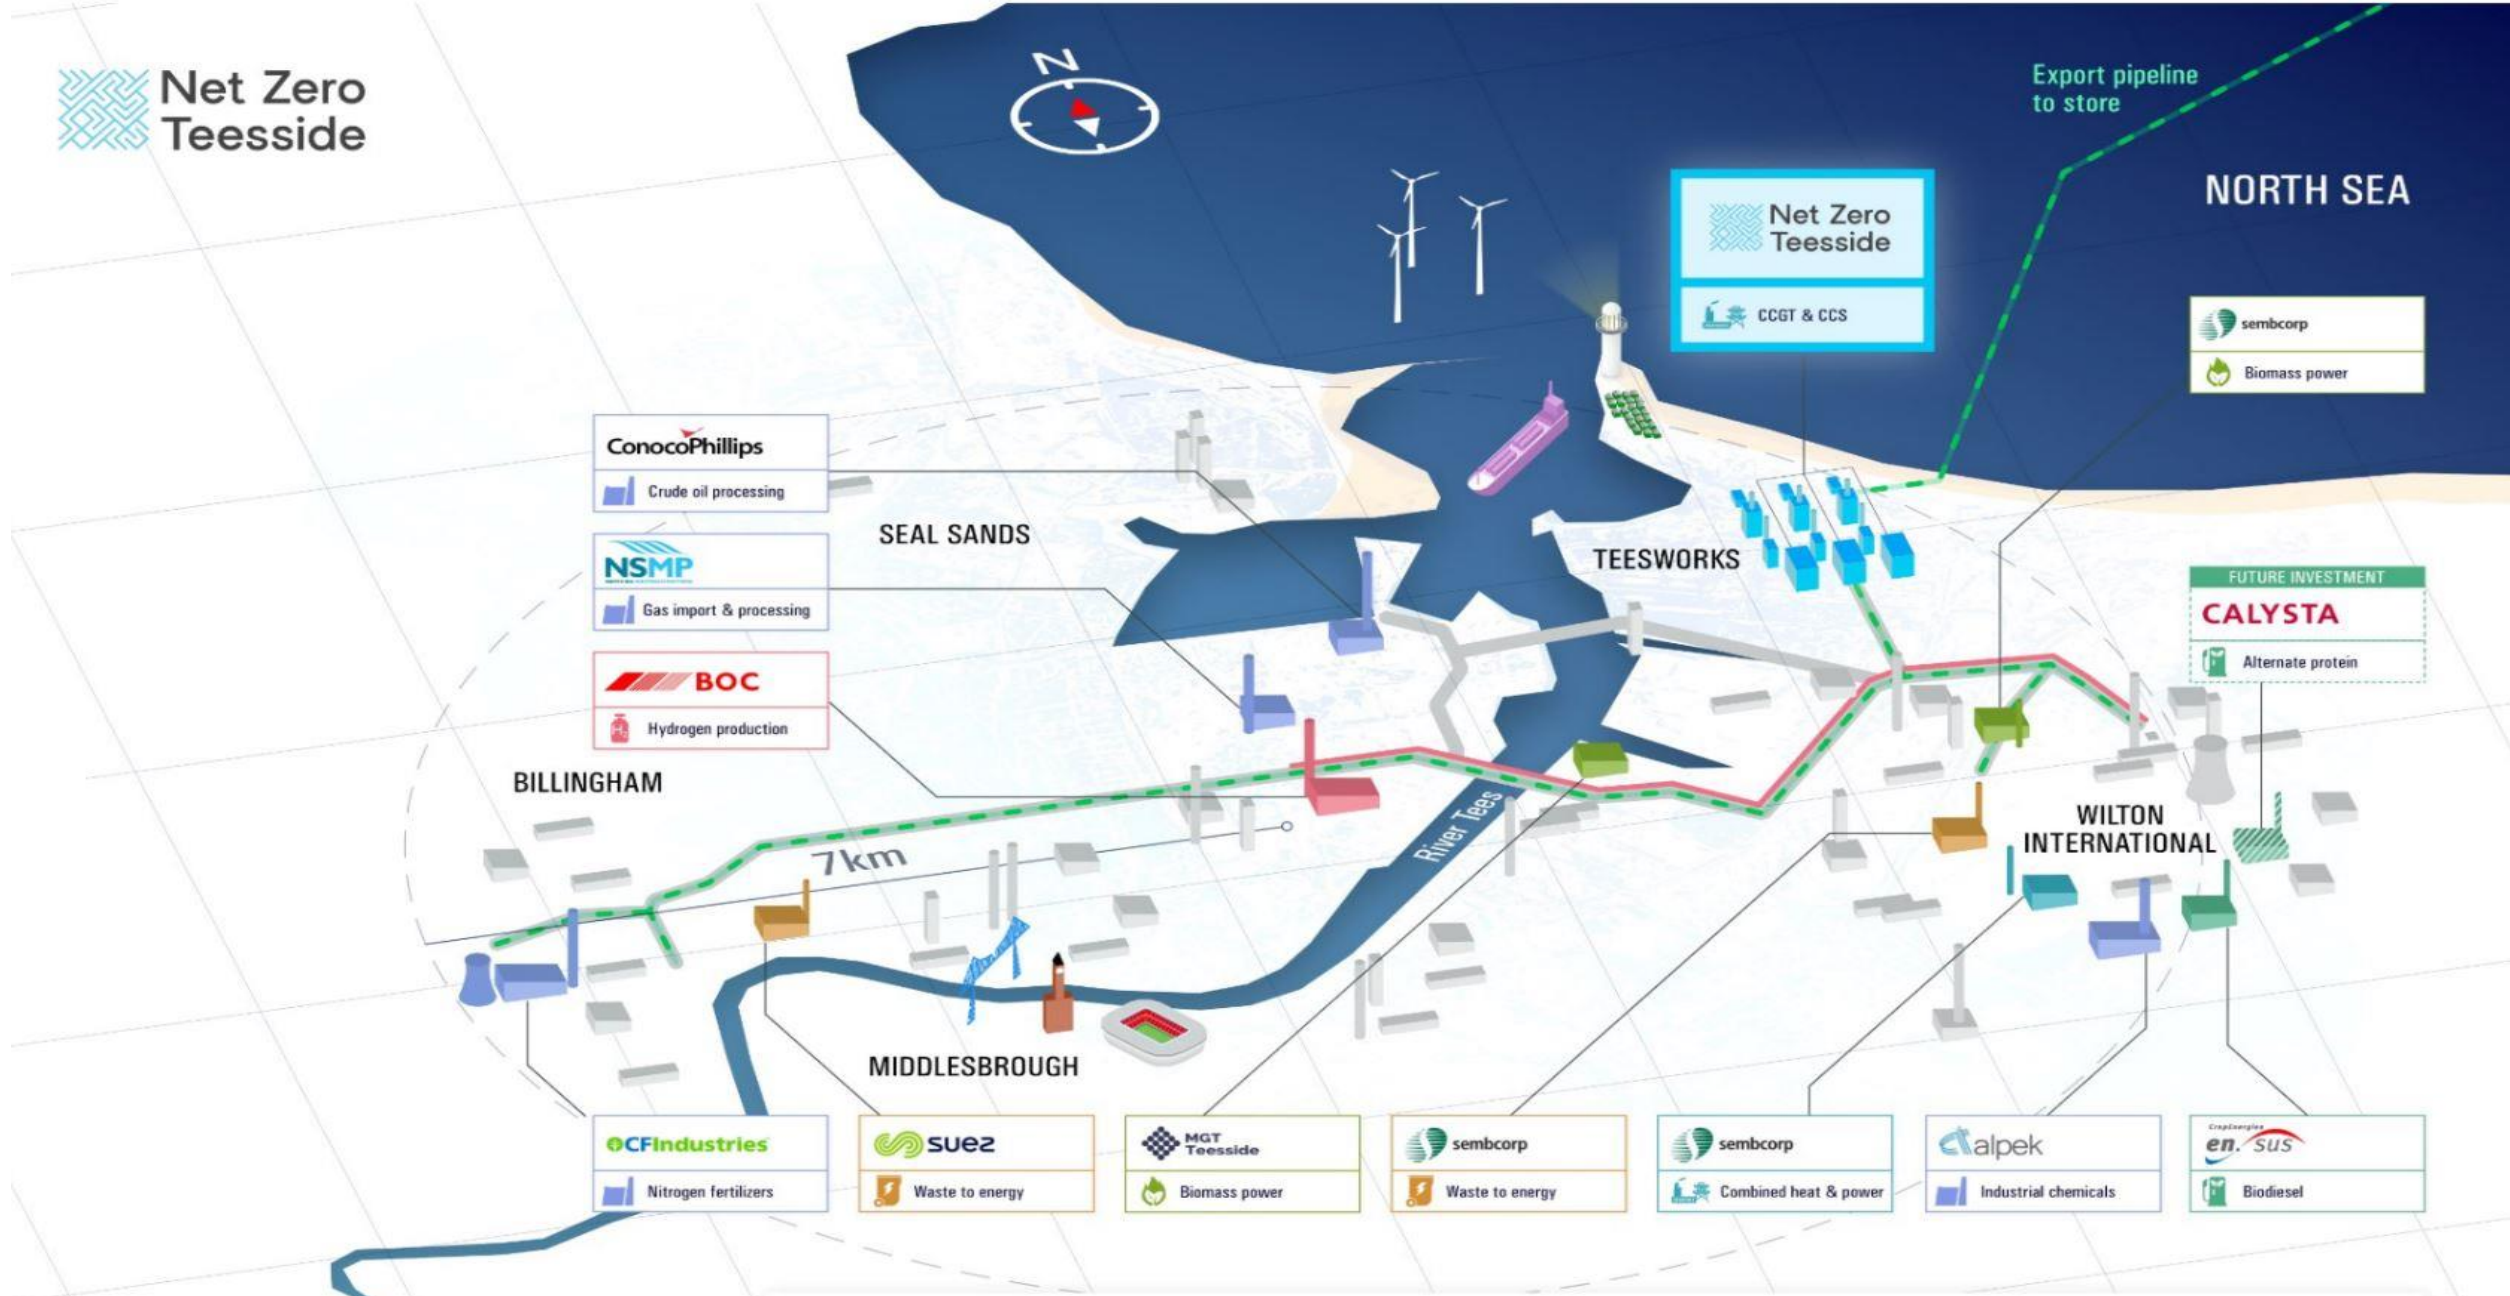 Net Zero
Teesside
N
Export pipeline
to store
NORTH SEA
Net Zero
Teesside
CCGT & CCS
sembcorp
Biomass power
ConocoPhillips
Crude oil processing
SEAL SANDS
NSMP
Gas import & processing
TEESWORKS
FUTURE INVESTMENT
CALYSTA
Alternate protein
BOC
H2
Hydrogen production
BILLINGHAM
River Tees
WILTON
INTERNATIONAL
7km
MIDDLESBROUGH
CFIndustries
Nitrogen fertilizers
suez
Waste to energy
MGT
Teesside
Biomass power
sembcorp
Waste to energy
sembcorp
Combined heat & power
alpek
Industrial chemicals
CropEnergies
en. sus
Biodiesel